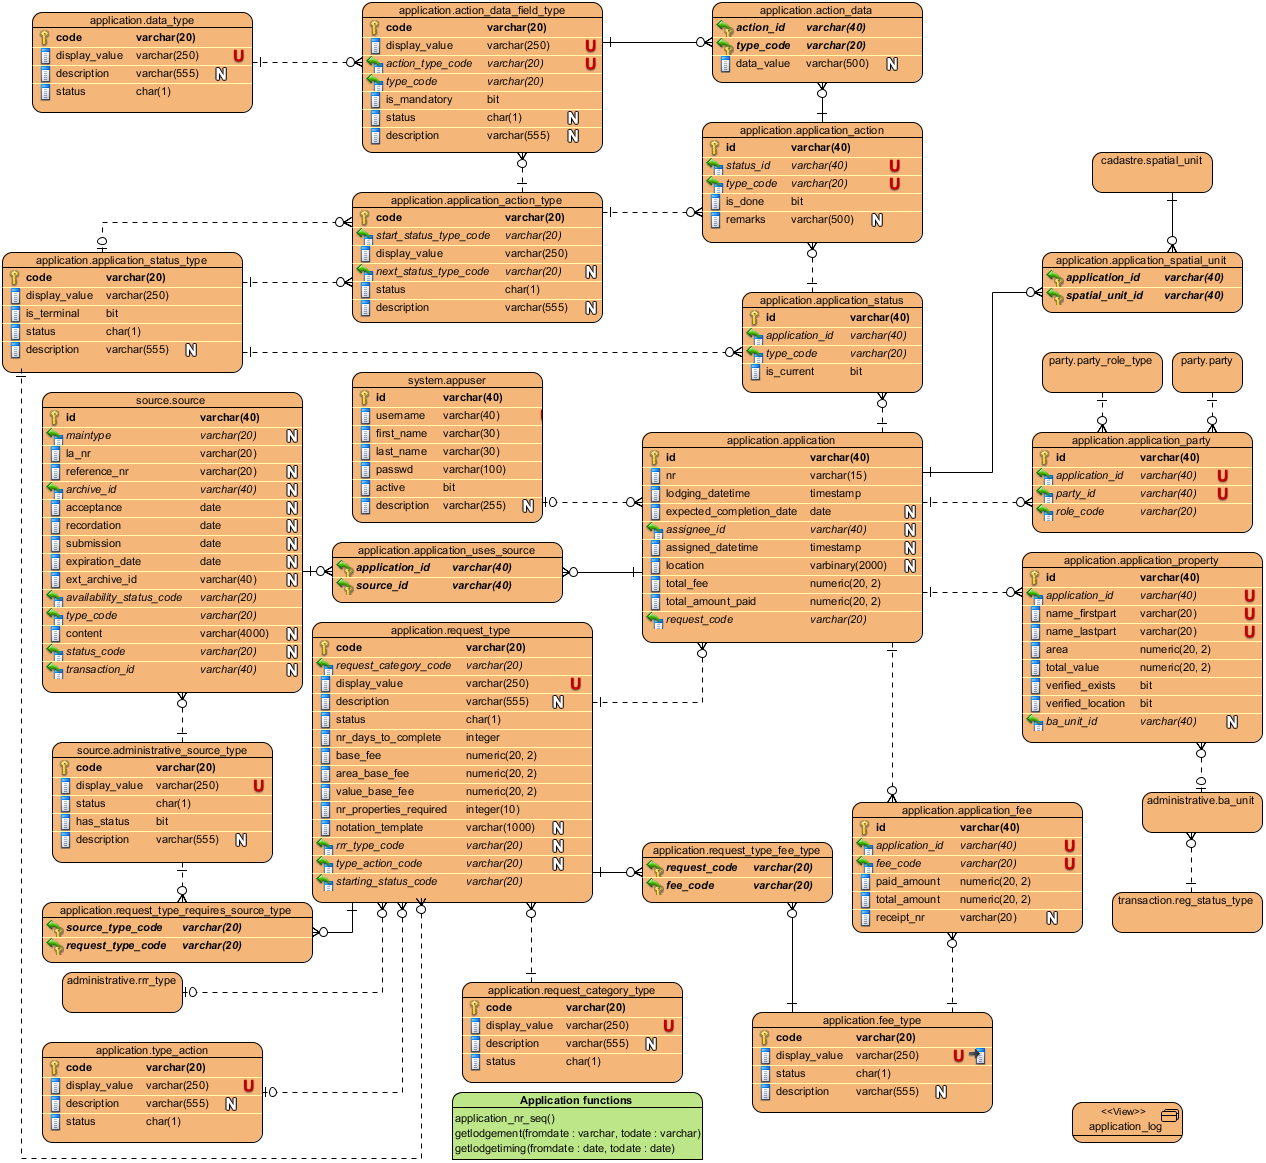 application.data_type
code varchar(20)
display_value varchar(250) U
description varchar(555) N
status char(1)
application.action_data_field_type
code varchar(20)
display_value varchar(250) U
action_type_code varchar(20) U
type_code varchar(20)
is_mandatory bit
status char(1) N
description varchar(555) N
application.action_data
action_id varchar(40)
type_code varchar(20)
data_value varchar(500) N
application.application_action
id varchar(40)
status_id varchar(40) U
type_code varchar(20) U
is_done bit
remarks varchar(500) N
cadastre.spatial_unit
application.application_action_type
code varchar(20)
start_status_type_code varchar(20)
display_value varchar(250)
next_status_type_code varchar(20) N
status char(1)
description varchar(555) N
application.application_status_type
code varchar(20)
display_value varchar(250)
is_terminal bit
status char(1)
description varchar(555) N
application.application_spatial_unit
application_id varchar(40)
spatial_unit_id varchar(40)
application.application_status
id varchar(40)
application_id varchar(40)
type_code varchar(20)
is_current bit
party.party_role_type
party.party
system.appuser
id varchar(40)
username varchar(40)
first_name varchar(30)
last_name varchar(30)
passwd varchar(100)
active bit
description varchar(255) N
source.source
id varchar(40)
maintype varchar(20) N
la_nr varchar(20)
reference_nr varchar(20) N
archive_id varchar(40) N
acceptance date N
recordation date N
submission date N
expiration_date date N
ext_archive_id varchar(40) N
availability_status_code varchar(20)
type_code varchar(20)
content varchar(4000) N
status_code varchar(20) N
transaction_id varchar(40) N
application.application
id varchar(40)
nr varchar(15)
lodging_datetime timestamp
expected_completion_date date N
assignee_id varchar(40) N
assigned_datetime timestamp N
location varbinary(2000) N
total_fee numeric(20, 2)
total_amount_paid numeric(20, 2)
request_code varchar(20)
application.application_party
id varchar(40)
application_id varchar(40) U
party_id varchar(40) U
role_code varchar(20)
application.application_uses_source
application_id varchar(40)
source_id varchar(40)
application.application_property
id varchar(40)
application_id varchar(40) U
name_firstpart varchar(20) U
name_lastpart varchar(20) U
area numeric(20, 2)
total_value numeric(20, 2)
verified_exists bit
verified_location bit
ba_unit_id varchar(40) N
application.request_type
code varchar(20)
request_category_code varchar(20)
display_value varchar(250) U
description varchar(555) N
status char(1)
nr_days_to_complete integer
base_fee numeric(20, 2)
area_base_fee numeric(20, 2)
value_base_fee numeric(20, 2)
nr_properties_required integer(10)
notation_template varchar(1000) N
rrr_type_code varchar(20) N
type_action_code varchar(20) N
starting_status_code varchar(20)
source.administrative_source_type
code varchar(20)
display_value varchar(250) U
status char(1)
has_status bit
description varchar(555) N
administrative.ba_unit
application.application_fee
id varchar(40)
application_id varchar(40) U
fee_code varchar(20) U
paid_amount numeric(20, 2)
total_amount numeric(20, 2)
receipt_nr varchar(20) N
application.request_type_fee_type
request_code varchar(20)
fee_code varchar(20)
transaction.reg_status_type
application.request_type_requires_source_type
source_type_code varchar(20)
request_type_code varchar(20)
administrative.rrr_type
application.request_category_type
code varchar(20)
display_value varchar(250) U
description varchar(555) N
status char(1)
application.fee_type
code varchar(20)
display_value varchar(250) U
status char(1)
description varchar(555) N
application.type_action
code varchar(20)
display_value varchar(250) U
description varchar(555) N
status char(1)
Application functions
application_nr_seq()
getlodgement(fromdate : varchar, todate : varchar)
getlodgetiming(fromdate : date, todate : date)
<<View>>
application_log